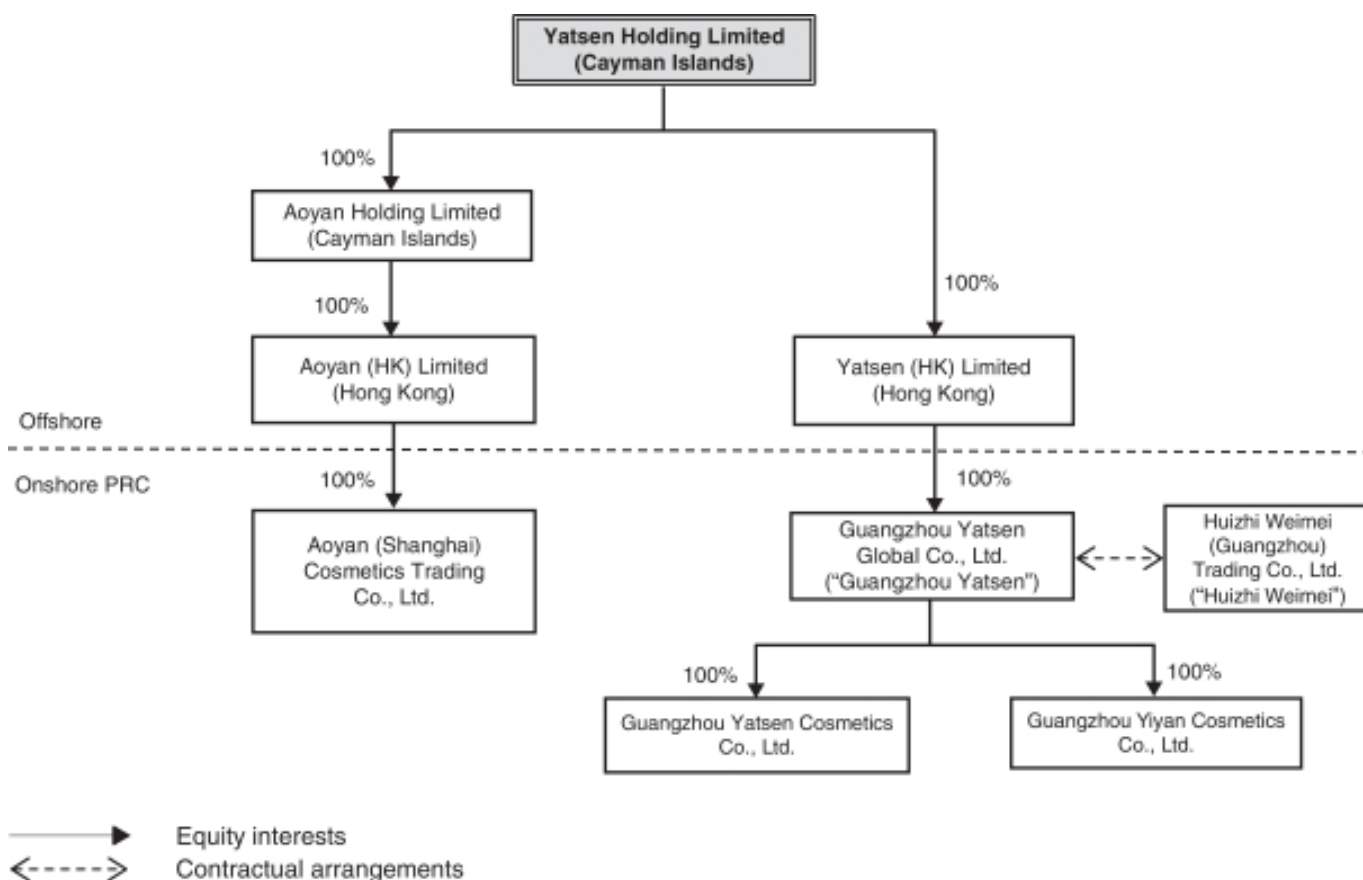 Yatsen Holding Limited
(Cayman Islands)
100%
Aoyan Holding Limited
(Cayman Islands)
100%
100%
Aoyan (HK) Limited
(Hong Kong)
Yatsen (HK) Limited
(Hong Kong)
Offshore
Onshore PRC
100%
100%
Aoyan (Shanghai)
Cosmetics Trading
Co., Ltd.
Guangzhou Yatsen
Global Co., Ltd.
(“Guangzhou Yatsen”)
Huizhi Weimei
(Guangzhou)
Trading Co., Ltd.
(“Huizhi Weimei”)
100%
100%
Guangzhou Yatsen Cosmetics
Co., Ltd.
Guangzhou Yiyan Cosmetics
Co., Ltd.
Equity interests
Contractual arrangements